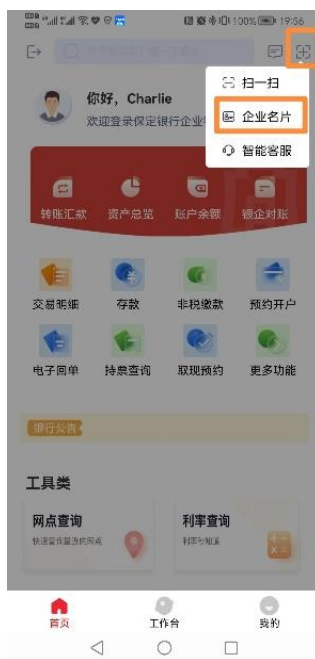 100% 19:56
扫一扫
你好，Charlie
企业名片
欢迎登录保定银行企业
智能客服
转账汇款 资产总览 账户余额 银企对账
交易明细 存款 非税缴款 预约开户
电子回单 持票查询 取现预约 更多功能
银行公告
工具类
网点查询 利率查询
首页 工作台 我的